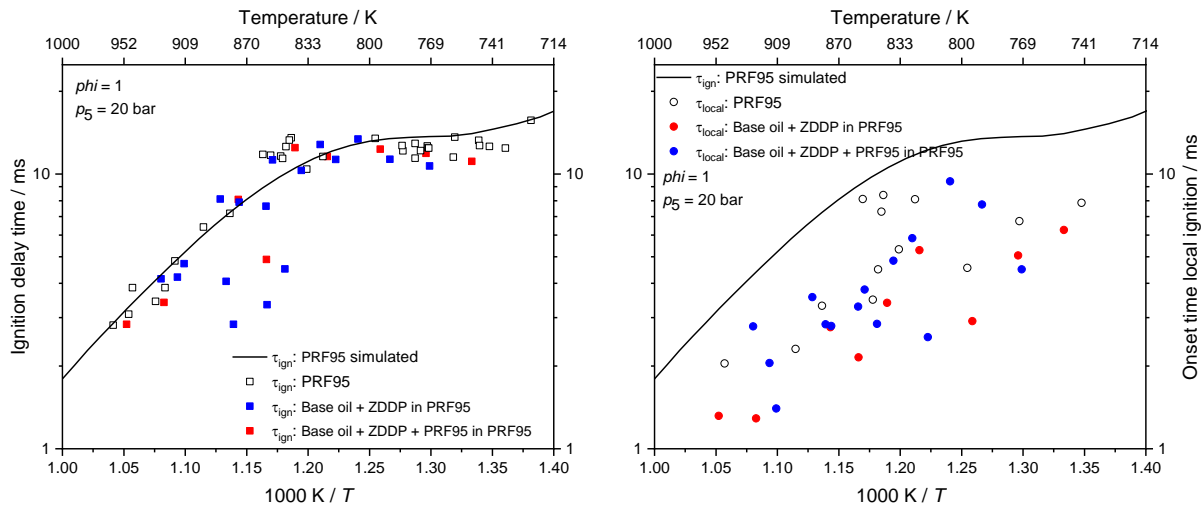 Temperature / K
1000 952 909 870 833 800 769 741 714
phi = 1
p5 = 20 bar
Ignition delay time / ms
10
1
10
1
τign: PRF95 simulated
τign: PRF95
τign: Base oil + ZDDP in PRF95
τign: Base oil + ZDDP + PRF95 in PRF95
1.00 1.05 1.10 1.15 1.20 1.25 1.30 1.35 1.40
1000 K / T
Temperature / K
1000 952 909 870 833 800 769 741 714
τign: PRF95 simulated
τlocal: PRF95
τlocal: Base oil + ZDDP in PRF95
τlocal: Base oil + ZDDP + PRF95 in PRF95
phi = 1
p5 = 20 bar
10
1
Onset time local ignition / ms
1.00 1.05 1.10 1.15 1.20 1.25 1.30 1.35 1.40
1000 K / T